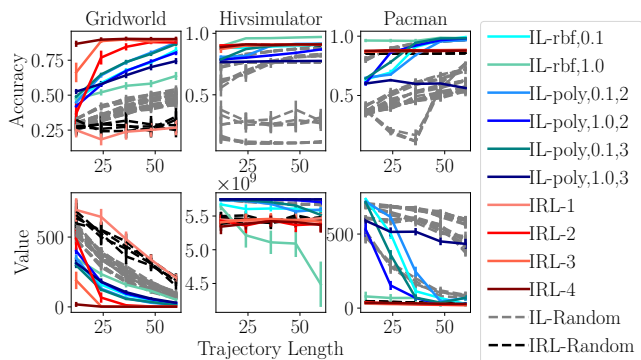 Gridworld Hivsimulator Pacman
Accuracy
0.75
0.50
0.25
1.0
0.5
1.0
0.5
25 50
25 50
25 50
×10⁹
Value
500
0
5.5
5.0
4.5
500
0
25 50
25 50
25 50
Trajectory Length
IL-rbf,0.1
IL-rbf,1.0
IL-poly,0.1,2
IL-poly,1.0,2
IL-poly,0.1,3
IL-poly,1.0,3
IRL-1
IRL-2
IRL-3
IRL-4
IL-Random
IRL-Random